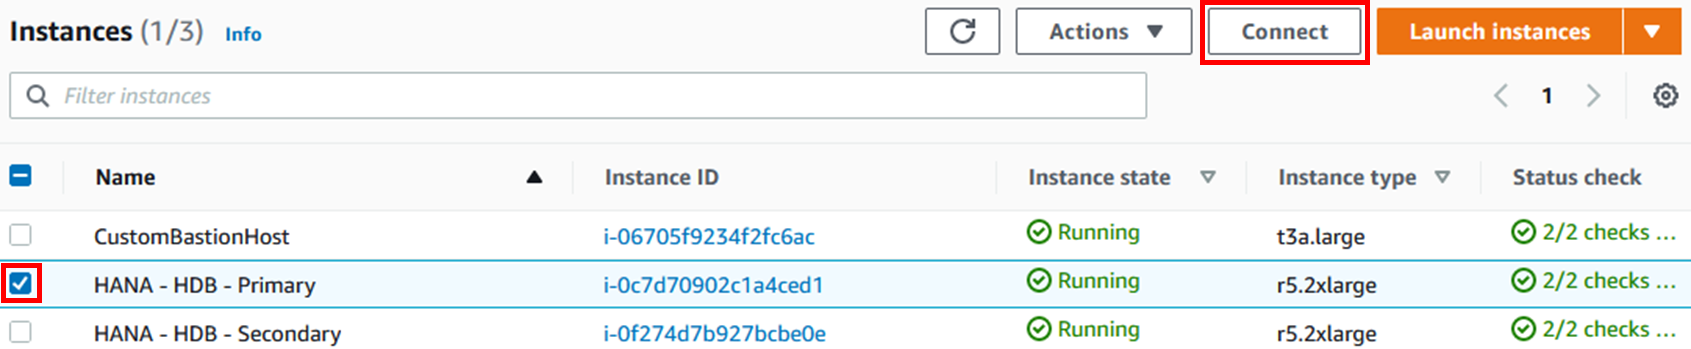 Instances (1/3) Info Actions Connect Launch instances
Filter instances 1
Name Instance ID Instance state Instance type Status check
CustomBastionHost i-06705f9234f2fc6ac Running t3a.large 2/2 checks ...
HANA - HDB - Primary i-0c7d70902c1a4ced1 Running r5.2xlarge 2/2 checks ...
HANA - HDB - Secondary i-0f274d7b927bcbe0e Running r5.2xlarge 2/2 checks ...